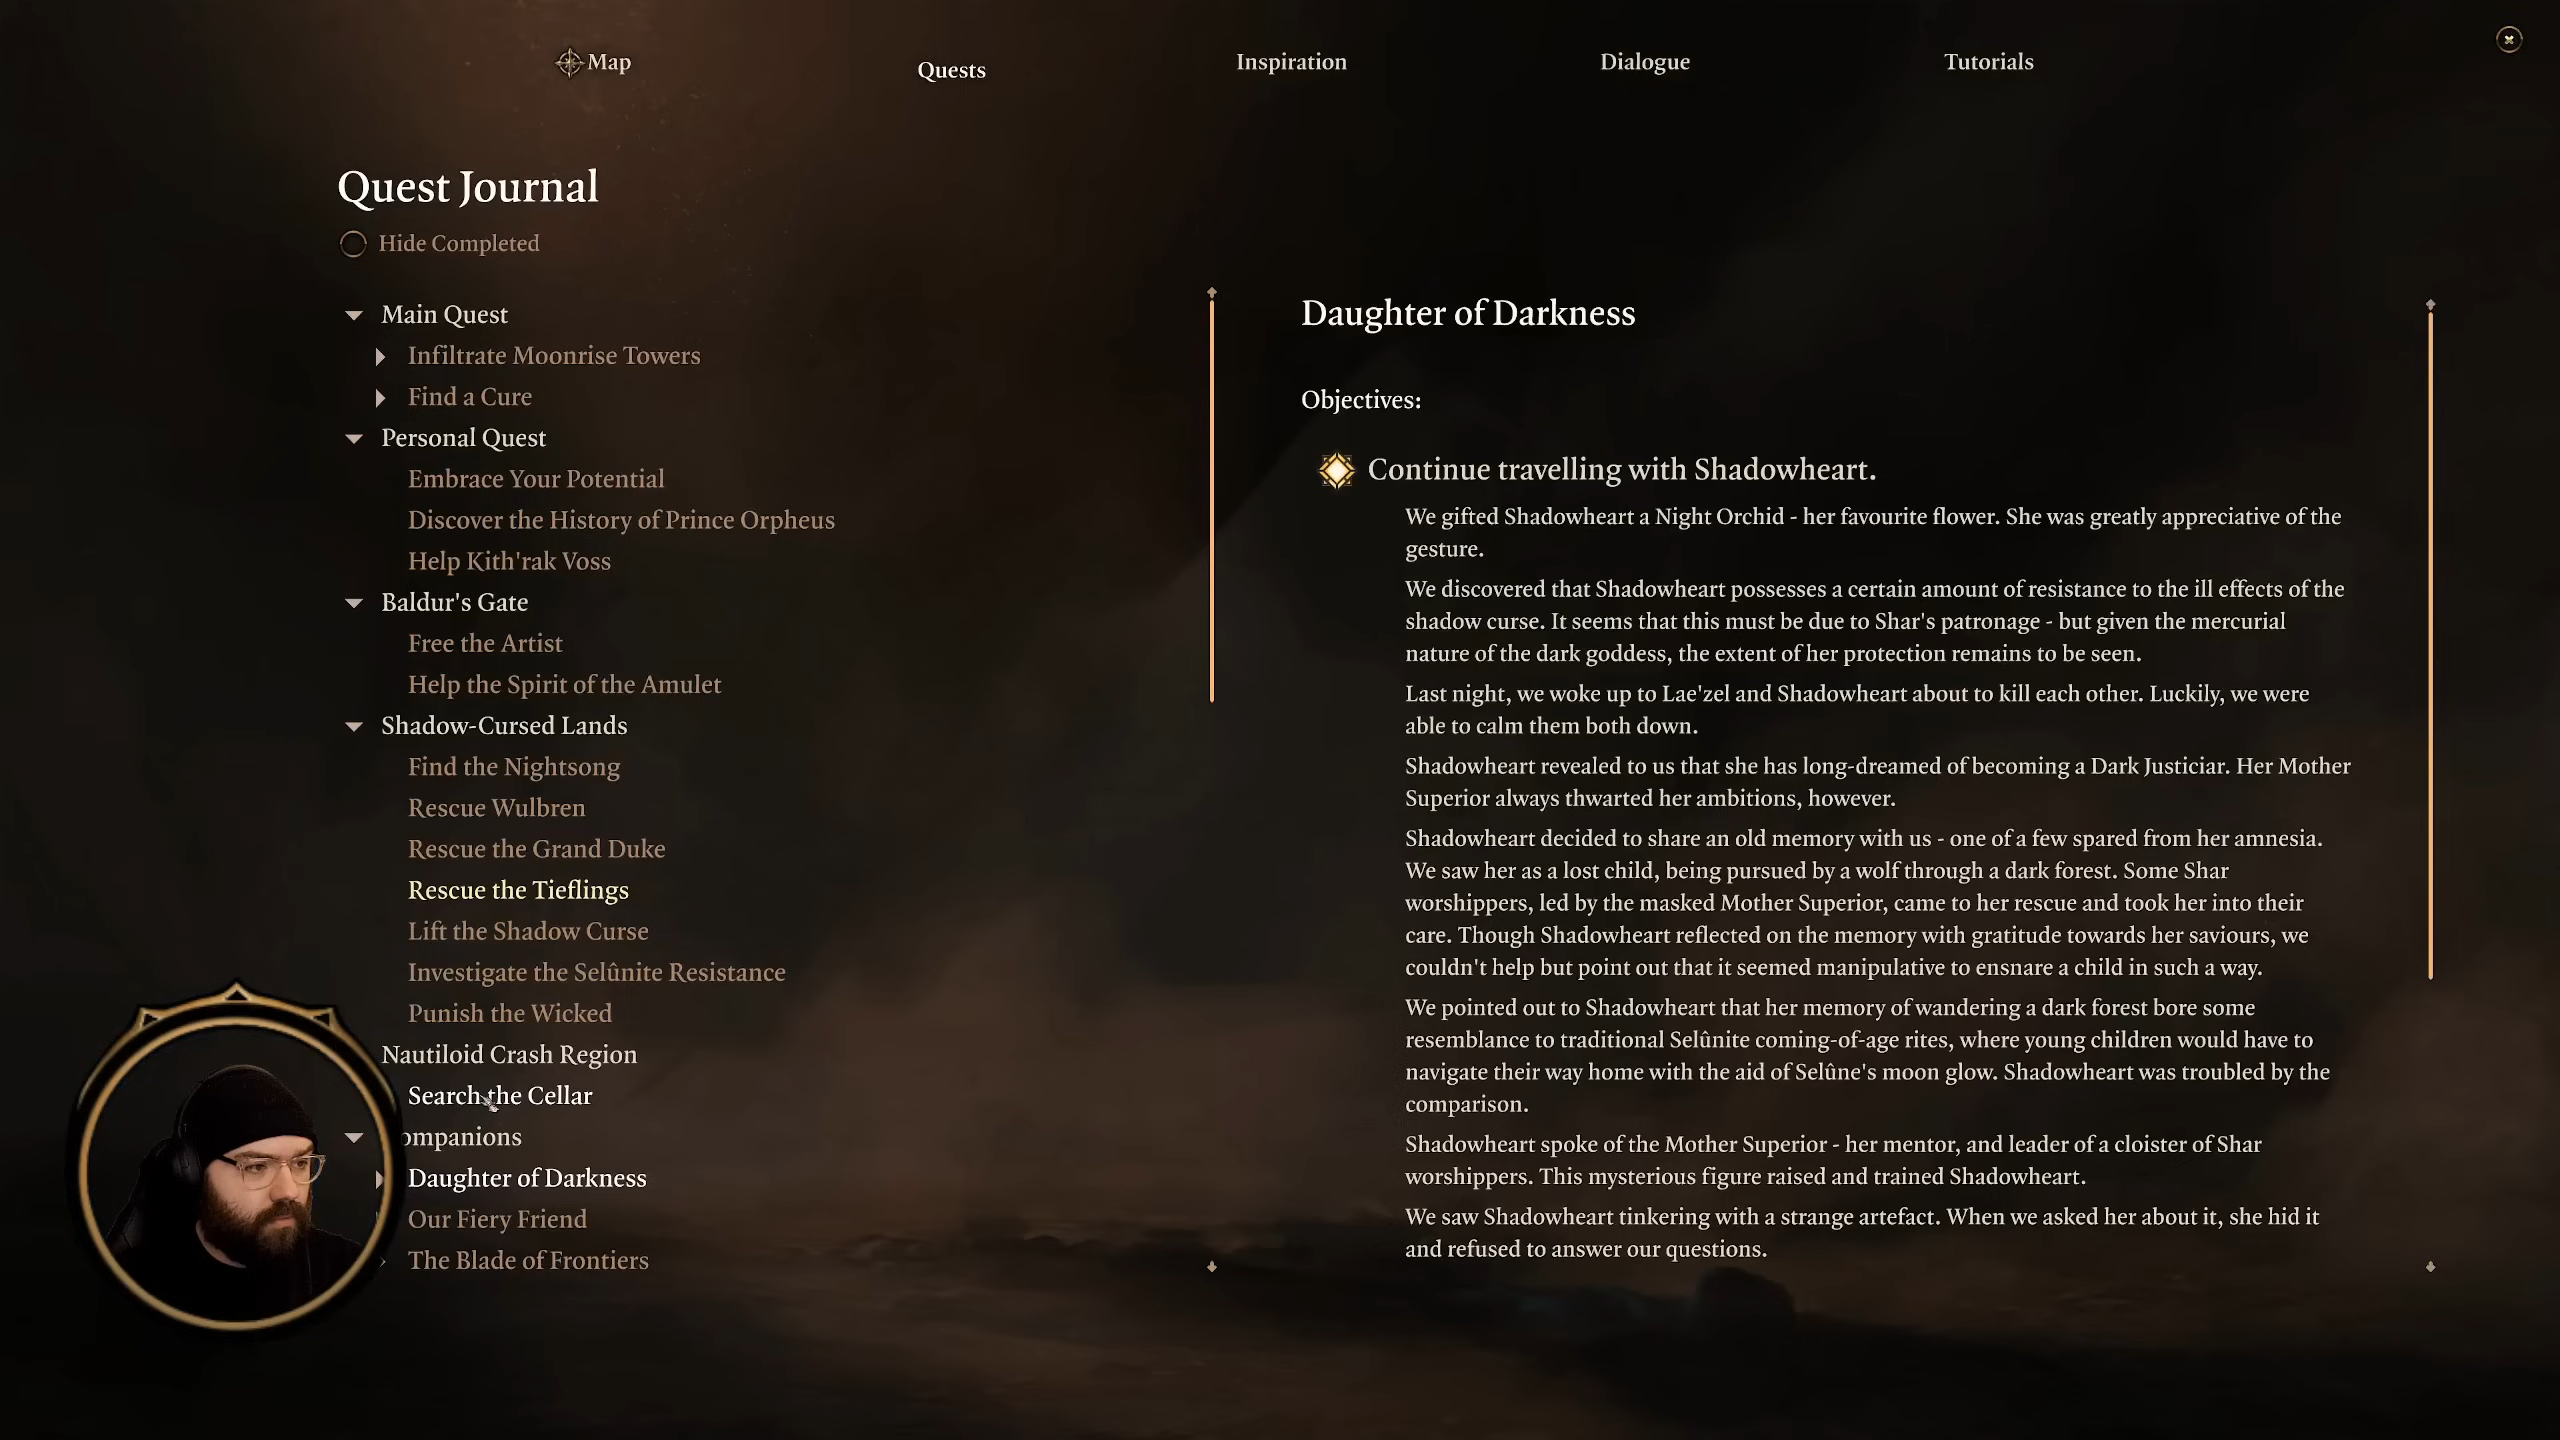 Map
Quests
Inspiration
Dialogue
Tutorials
Quest Journal
Hide Completed
Main Quest
Infiltrate Moonrise Towers
Find a Cure
Personal Quest
Embrace Your Potential
Discover the History of Prince Orpheus
Help Kith'rak Voss
Baldur's Gate
Free the Artist
Help the Spirit of the Amulet
Shadow-Cursed Lands
Find the Nightsong
Rescue Wulbren
Rescue the Grand Duke
Rescue the Tieflings
Lift the Shadow Curse
Investigate the Selûnite Resistance
Punish the Wicked
Nautiloid Crash Region
Search the Cellar
ompanions
Daughter of Darkness
Our Fiery Friend
The Blade of Frontiers
Daughter of Darkness
Objectives:
Continue travelling with Shadowheart.
We gifted Shadowheart a Night Orchid - her favourite flower. She was greatly appreciative of the
gesture.
We discovered that Shadowheart possesses a certain amount of resistance to the ill effects of the
shadow curse. It seems that this must be due to Shar's patronage - but given the mercurial
nature of the dark goddess, the extent of her protection remains to be seen.
Last night, we woke up to Lae'zel and Shadowheart about to kill each other. Luckily, we were
able to calm them both down.
Shadowheart revealed to us that she has long-dreamed of becoming a Dark Justiciar. Her Mother
Superior always thwarted her ambitions, however.
Shadowheart decided to share an old memory with us - one of a few spared from her amnesia.
We saw her as a lost child, being pursued by a wolf through a dark forest. Some Shar
worshippers, led by the masked Mother Superior, came to her rescue and took her into their
care. Though Shadowheart reflected on the memory with gratitude towards her saviours, we
couldn't help but point out that it seemed manipulative to ensnare a child in such a way.
We pointed out to Shadowheart that her memory of wandering a dark forest bore some
resemblance to traditional Selûnite coming-of-age rites, where young children would have to
navigate their way home with the aid of Selûne's moon glow. Shadowheart was troubled by the
comparison.
Shadowheart spoke of the Mother Superior - her mentor, and leader of a cloister of Shar
worshippers. This mysterious figure raised and trained Shadowheart.
We saw Shadowheart tinkering with a strange artefact. When we asked her about it, she hid it
and refused to answer our questions.